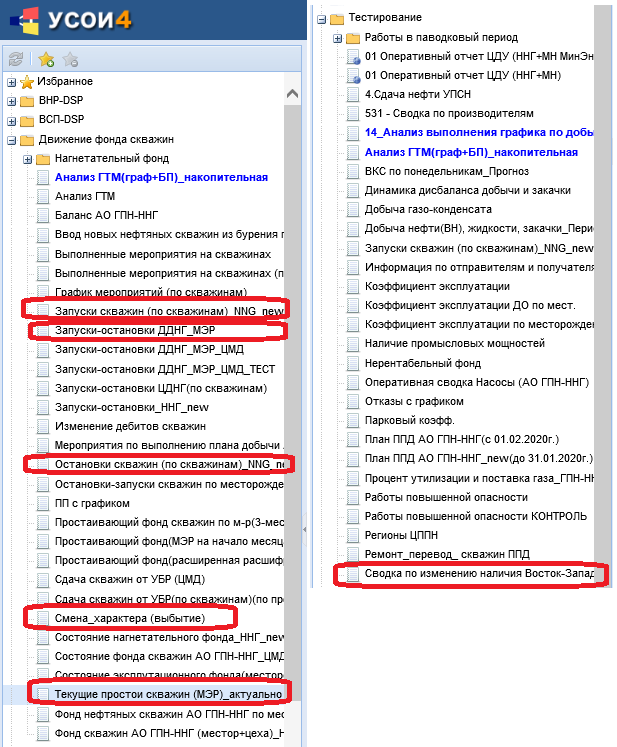 УСОИ4
Избранное
ВНР-DSP
ВСП-DSP
Движение фонда скважин
Нагнетательный фонд
Анализ ГТМ(граф+БП)_накопительная
Анализ ГТМ
Баланс АО ГПН-ННГ
Ввод новых нефтяных скважин из бурения
Выполненные мероприятия на скважинах
Выполненные мероприятия на скважинах (п
График мероприятий (по скважинам)
Запуски скважин (по скважинам)_NNG_new
Запуски-остановки ДДНГ_МЭР
Запуски-остановки ДДНГ_МЭР_ЦМД
Запуски-остановки ДДНГ_МЭР_ЦМД_ТЕСТ
Запуски-остановки ЦДНГ(по скважинам)
Запуски-остановки_ННГ_new
Изменение дебитов скважин
Мероприятия по выполнению плана добычи
Остановки скважин (по скважинам)_NNG_ne
Остановки-запуски скважин по месторожде
ПП с графиком
Простаивающий фонд скважин по м-р(3-мес
Простаивающий фонд(МЭР на начало месяца
Простаивающий фонд(расширенная расшиф
Сдача скважин от УБР (ЦМД)
Сдача скважин от УБР(по скважинам)(по пр
Смена_характера (выбытие)
Состояние нагнетательного фонда_ННГ_new
Состояние фонда скважин АО ГПН-ННГ_ЦМД
Состояние эксплутационного фонда(местор
Текущие простои скважин (МЭР)_актуально
Фонд нефтяных скважин АО ГПН-ННГ по мес
Фонд скважин АО ГПН-ННГ (местор+цеха)_Н
Тестирование
Работы в паводковый период
01 Оперативный отчет ЦДУ (ННГ+МН МинЭн
01 Оперативный отчет ЦДУ (ННГ+МН)
4.Сдача нефти УПСН
531 - Сводка по производителям
14_Анализ выполнения графика по добы
Анализ ГТМ(граф+БП)_накопительная
ВКС по понедельникам_Прогноз
Динамика дисбаланса добычи и закачки
Добыча газо-конденсата
Добыча нефти(ВН), жидкости, закачки_Пери
Запуски скважин (по скважинам)_NNG_new
Информация по отправителям и получателя
Коэффициент эксплуатации
Коэффициент эксплуатации ДО по мест.
Коэффициент эксплуатации по месторожден
Наличие промысловых мощностей
Нерентабельный фонд
Оперативная сводка Насосы (АО ГПН-ННГ)
Отказы с графиком
Парковый коэфф.
План ППД АО ГПН-ННГ(с 01.02.2020г.)
План ППД АО ГПН-ННГ_new(до 31.01.2020г.)
Процент утилизации и поставка газа_ГПН-НН
Работы повышенной опасности
Работы повышенной опасности КОНТРОЛЬ
Регионы ЦППН
Ремонт_перевод_ скважин ППД
Сводка по изменению наличия Восток-Запад